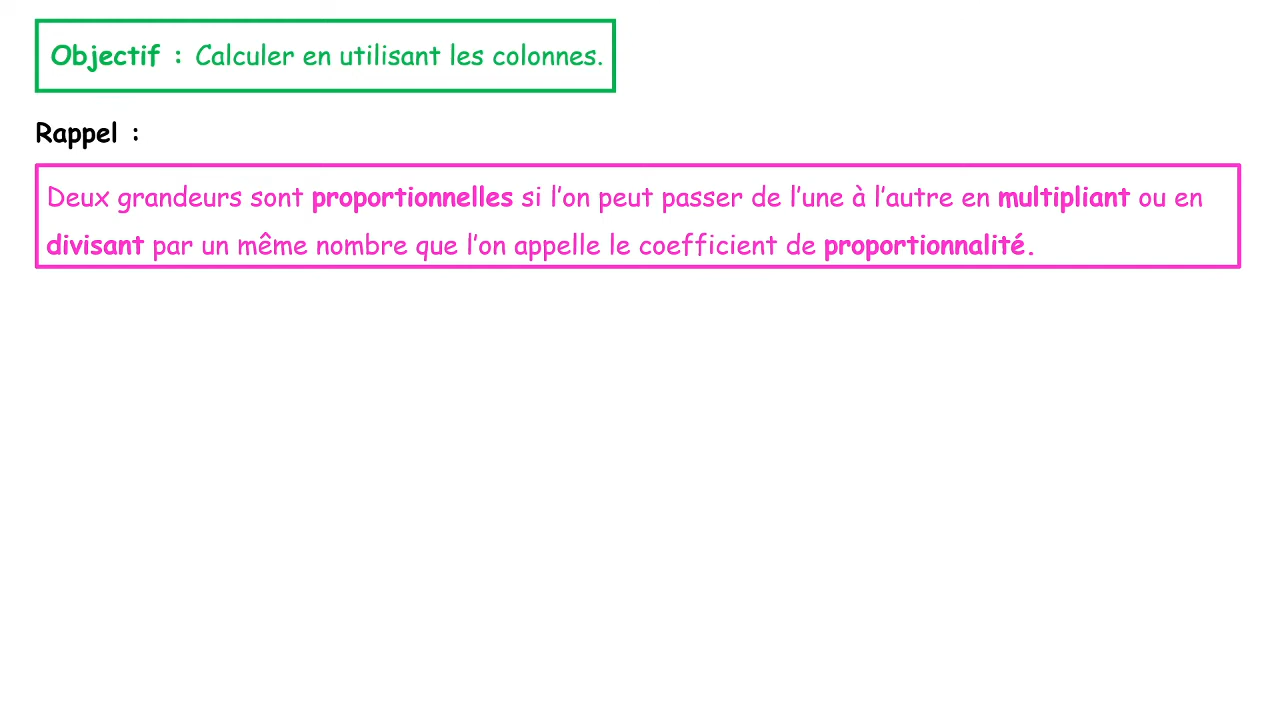 Objectif : Calculer en utilisant les colonnes.
Rappel :
Deux grandeurs sont proportionnelles si l’on peut passer de l’une à l’autre en multipliant ou en
divisant par un même nombre que l’on appelle le coefficient de proportionnalité.